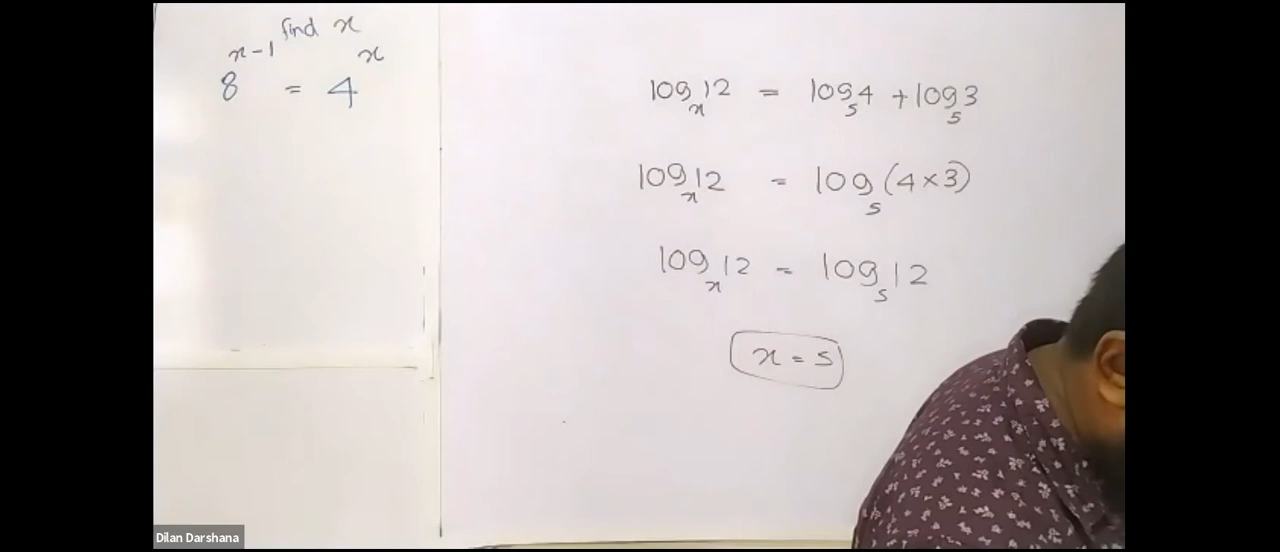 find x
8^{x-1} = 4^x
log_x 12 = log_5 4 + log_5 3
log_x 12 = log_5 (4 × 3)
log_x 12 = log_5 12
x = 5
Dilan Darshana